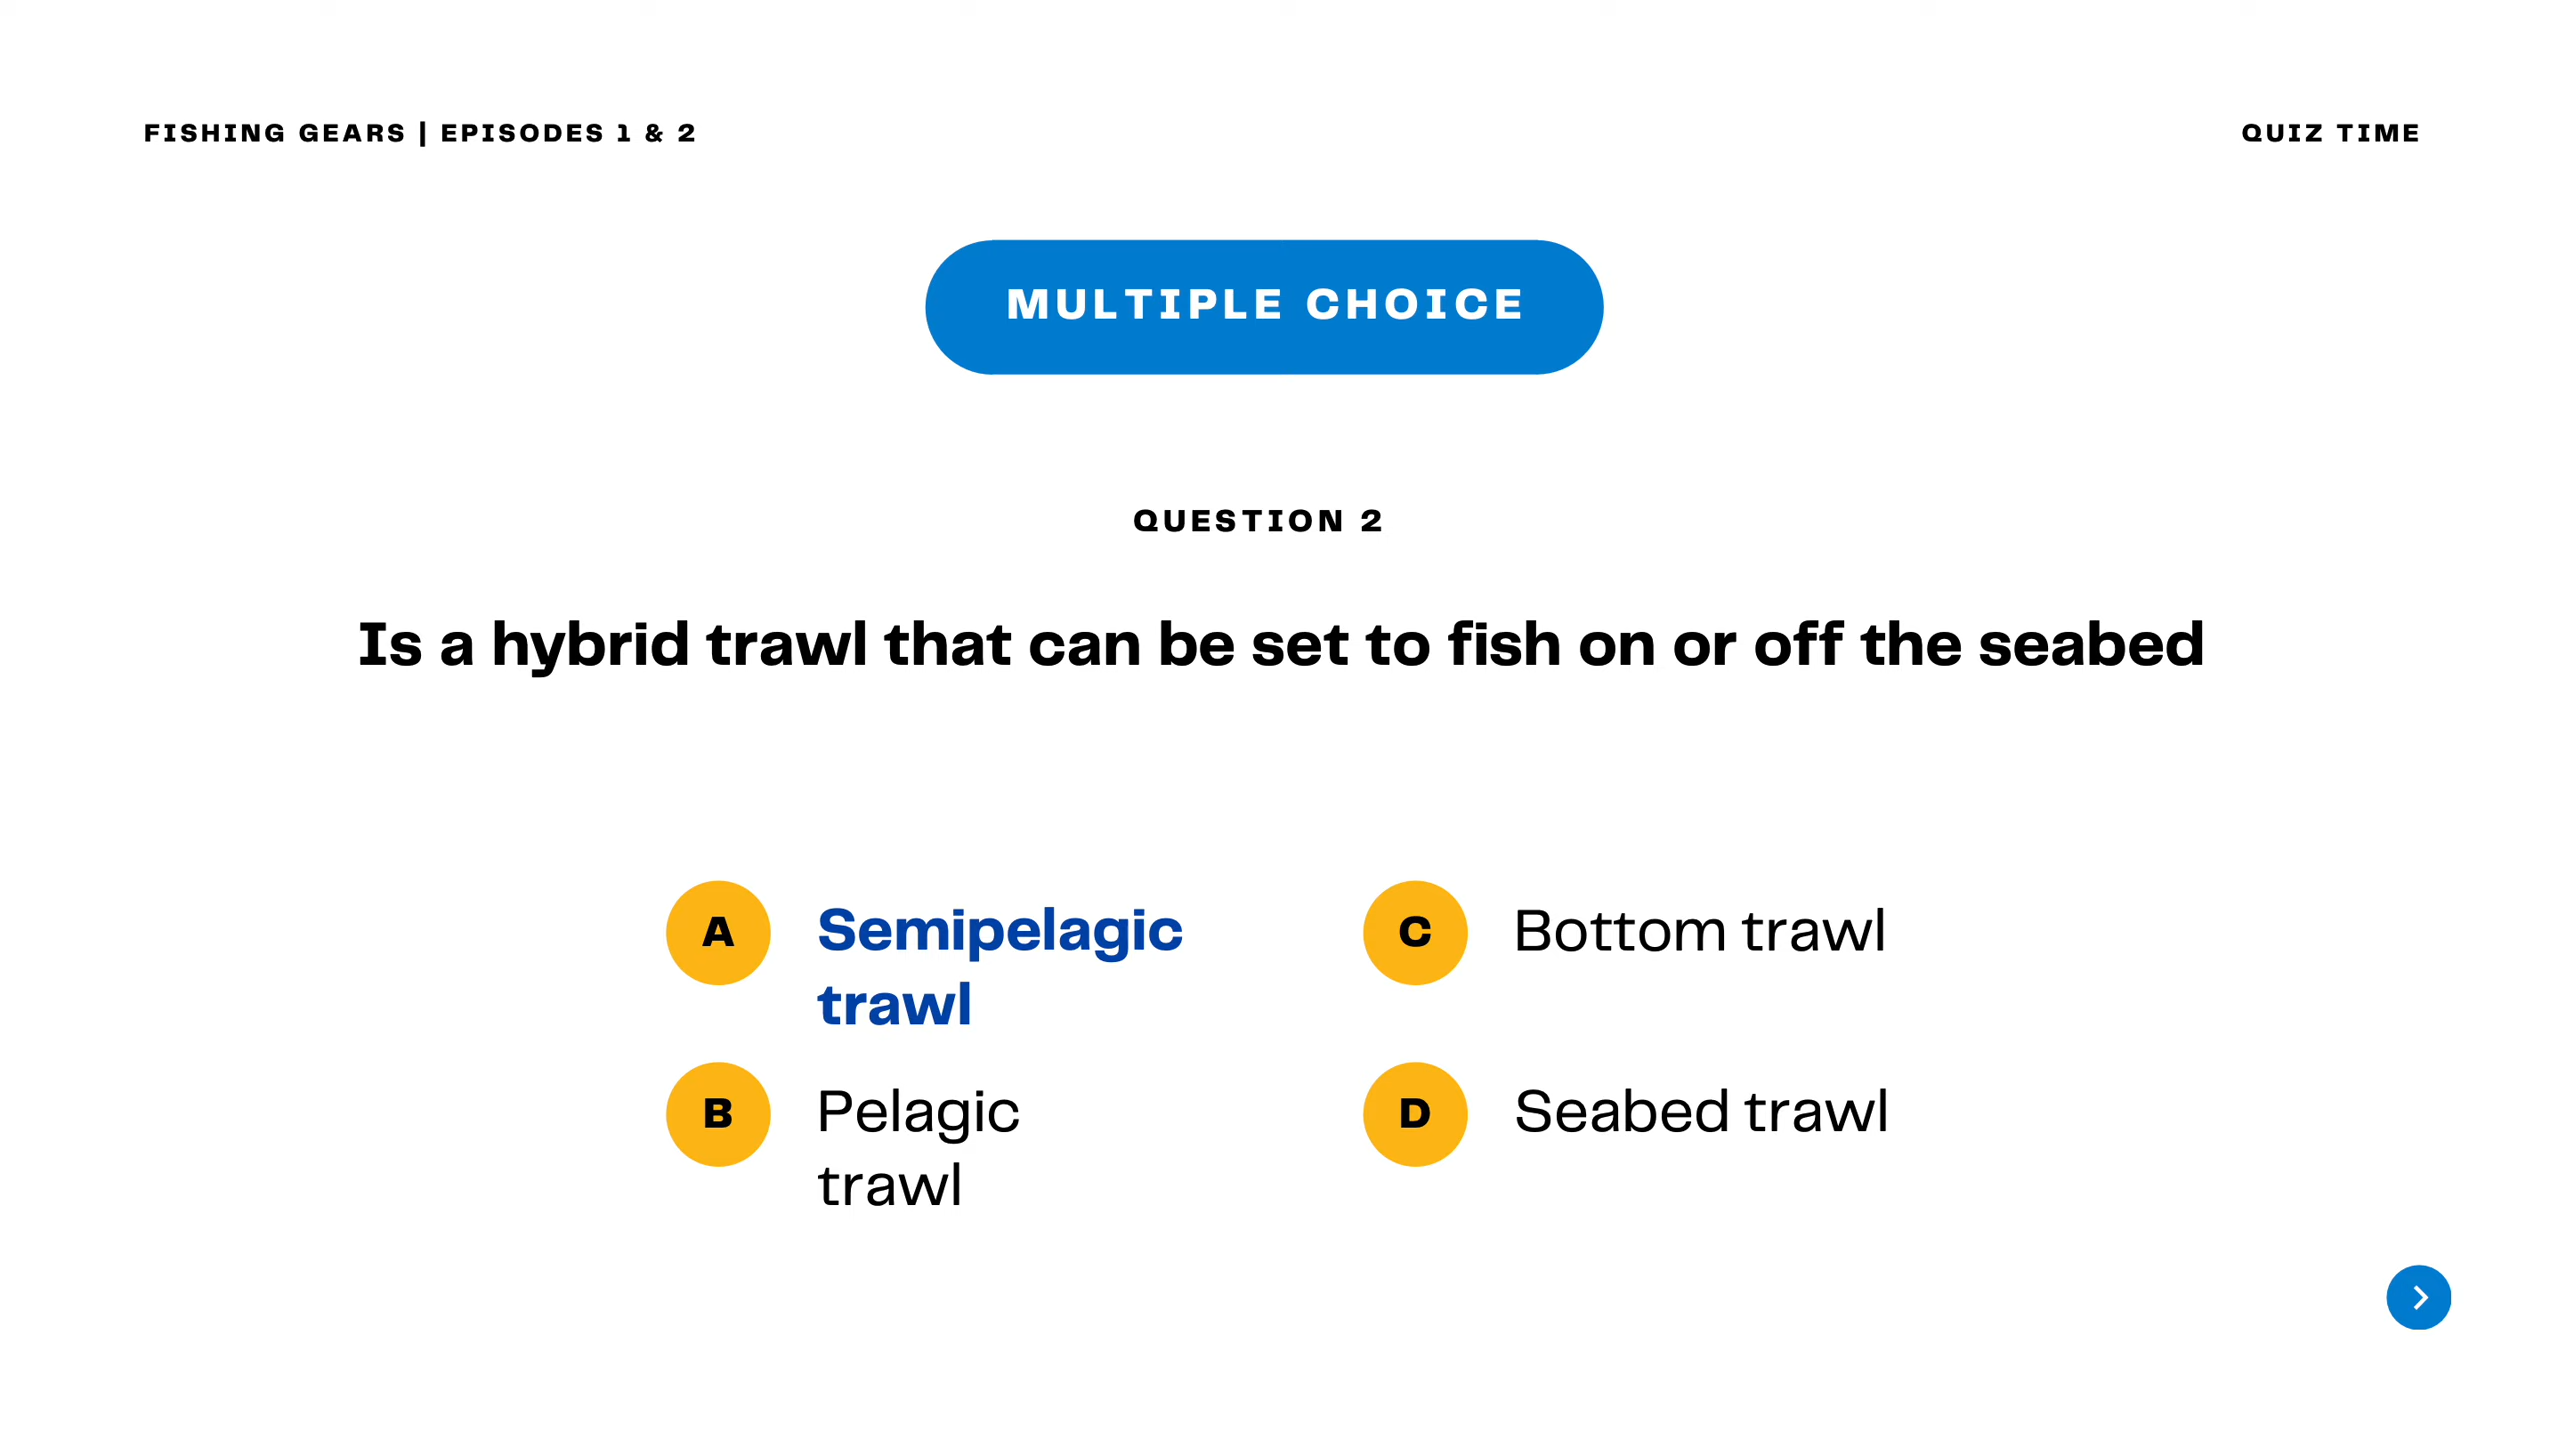 FISHING GEARS | EPISODES 1 & 2
QUIZ TIME
MULTIPLE CHOICE
QUESTION 2
Is a hybrid trawl that can be set to fish on or off the seabed
A
Semipelagic
trawl
B
Pelagic
trawl
C
Bottom trawl
D
Seabed trawl